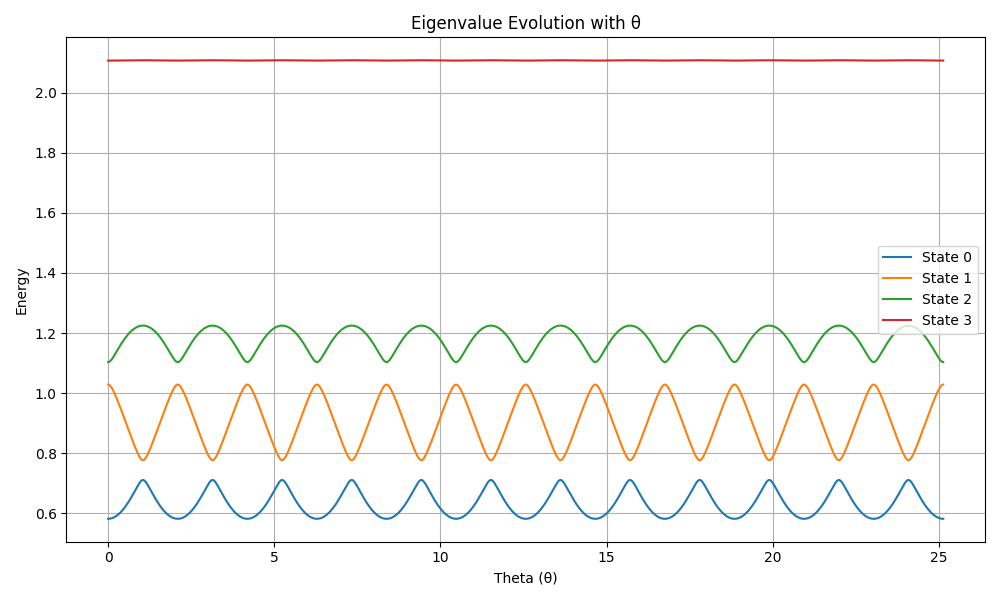 Eigenvalue Evolution with θ
Energy
2.0
1.8
1.6
1.4
1.2
1.0
0.8
0.6
State 0
State 1
State 2
State 3
0 5 10 15 20 25
Theta (θ)